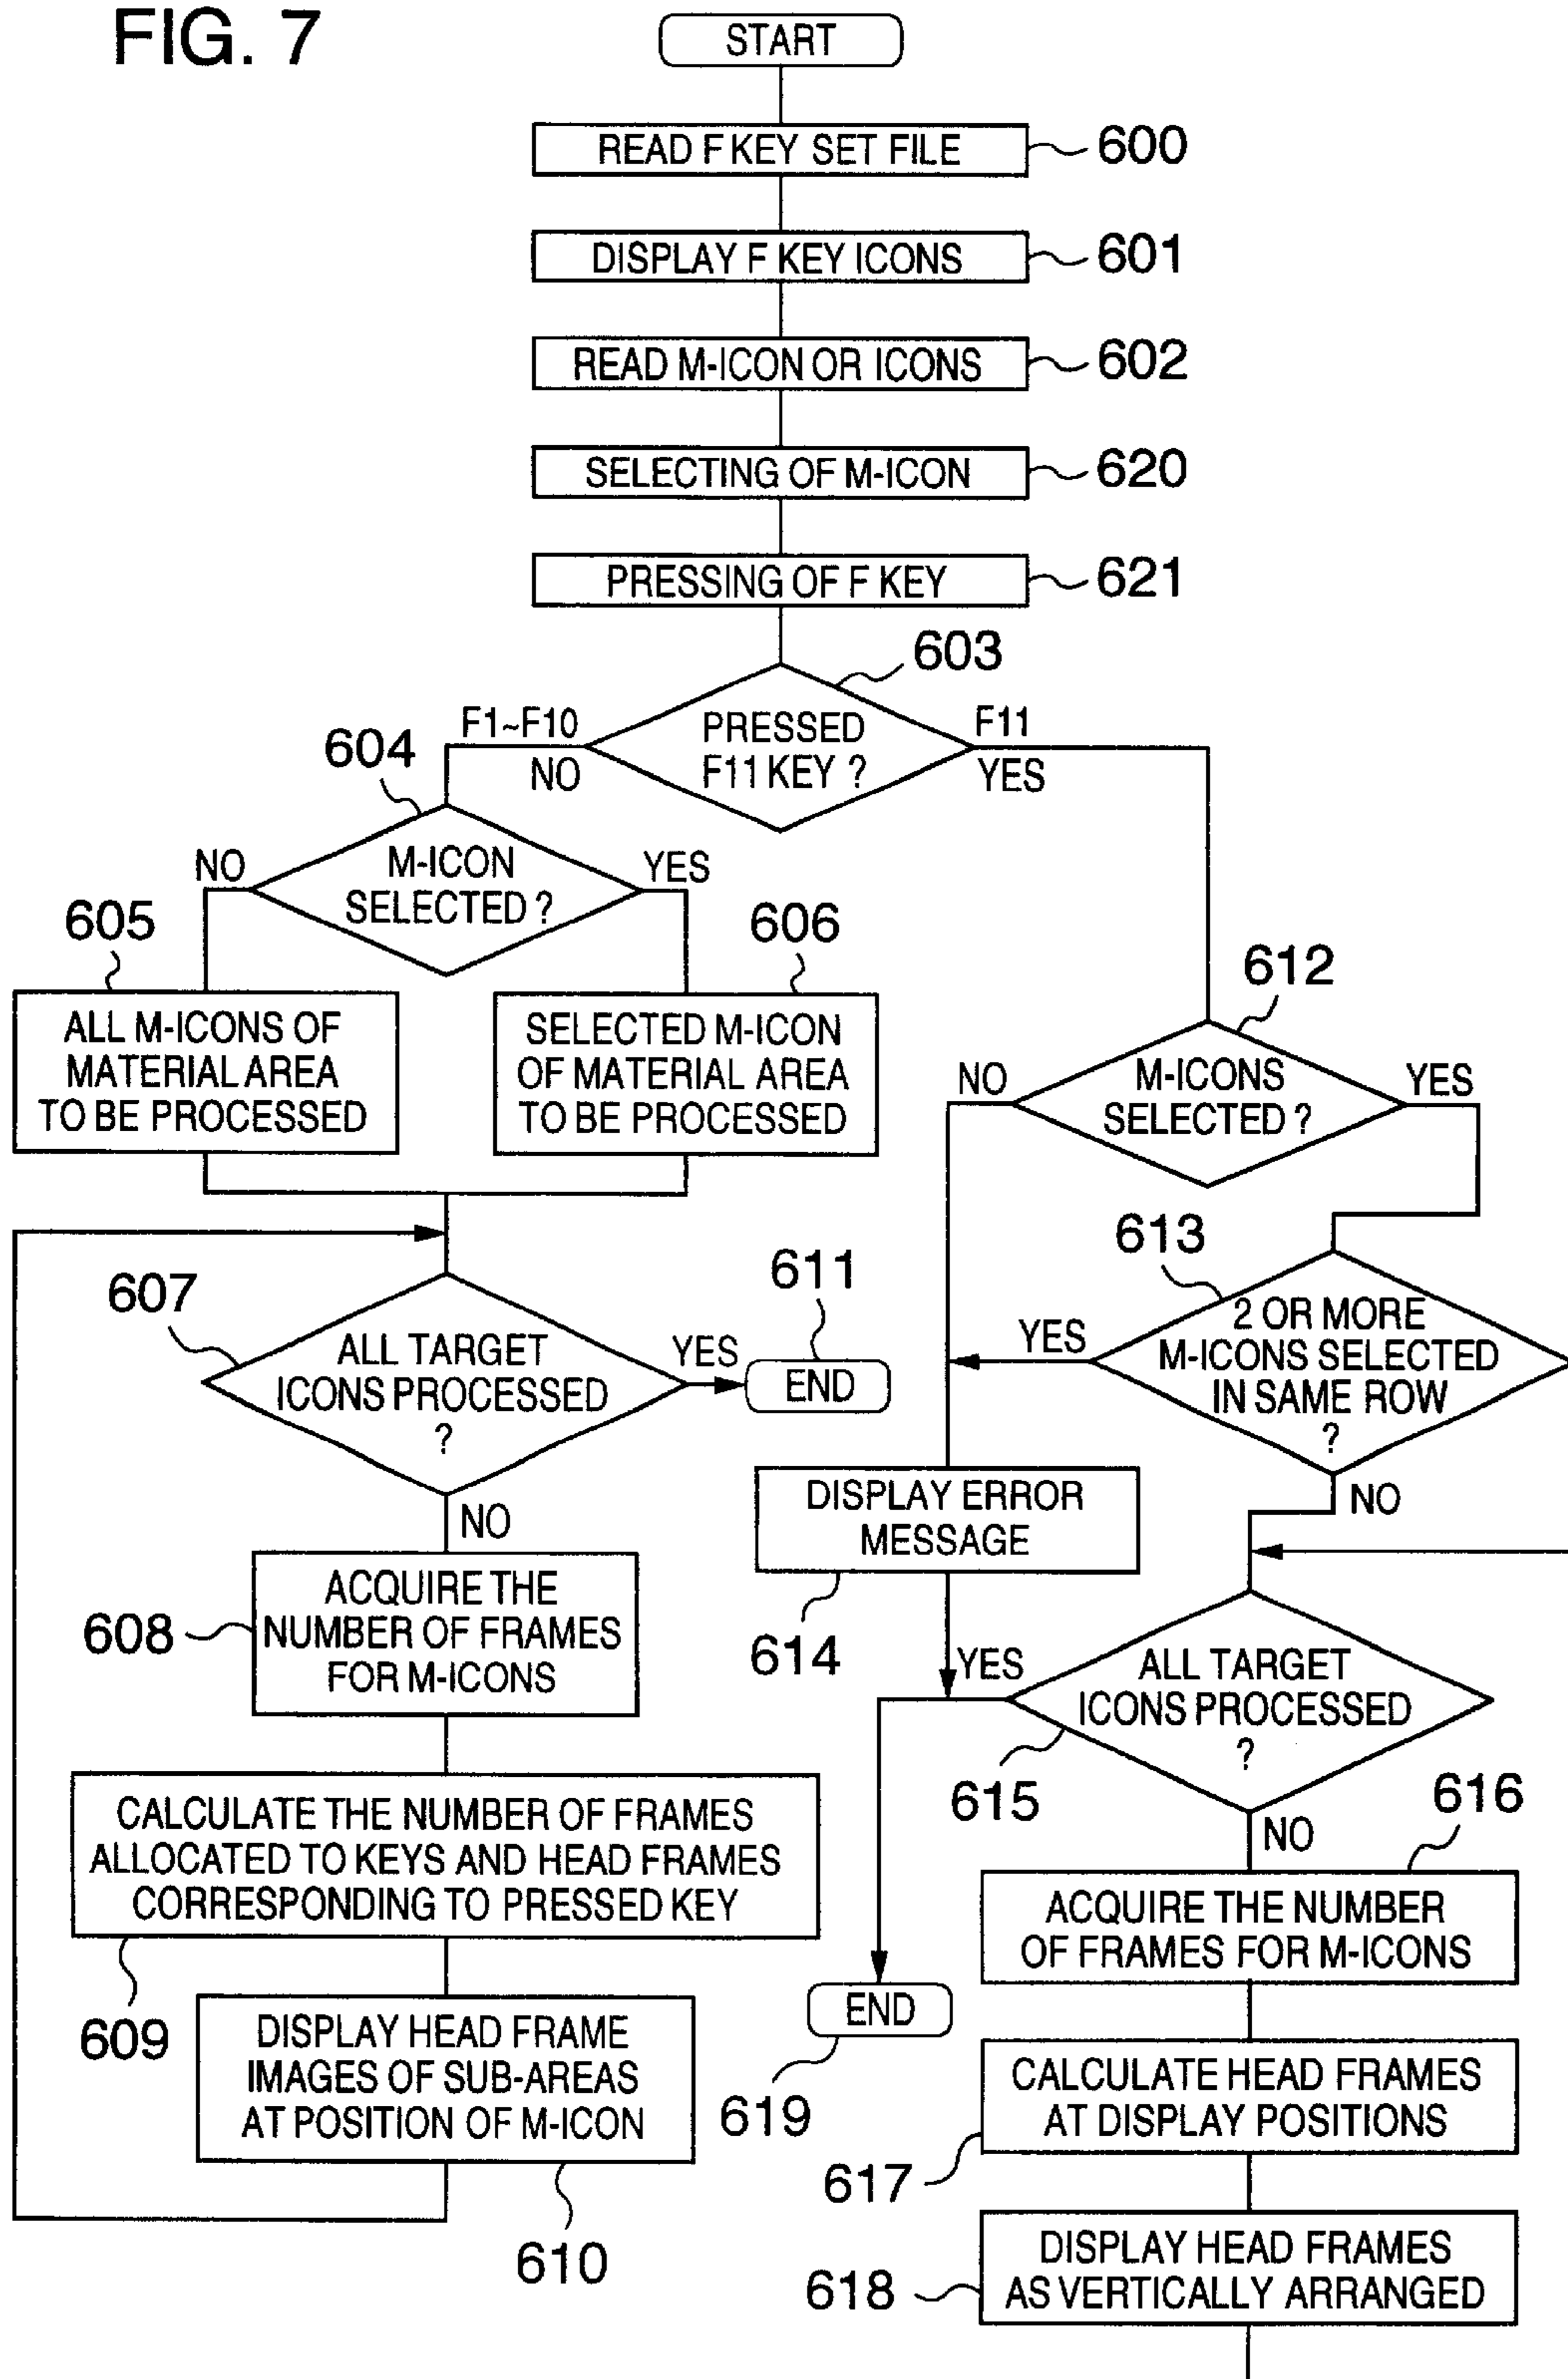 FIG. 7
START
READ F KEY SET FILE
600
DISPLAY F KEY ICONS
601
READ M-ICON OR ICONS
602
SELECTING OF M-ICON
620
PRESSING OF F KEY
621
603
PRESSED
F11 KEY ?
F1~F10
NO
F11
YES
604
M-ICON
SELECTED ?
NO
YES
605
ALL M-ICONS OF
MATERIAL AREA
TO BE PROCESSED
606
SELECTED M-ICON
OF MATERIAL AREA
TO BE PROCESSED
612
M-ICONS
SELECTED ?
NO
YES
607
ALL TARGET
ICONS PROCESSED
?
YES
611
END
NO
613
2 OR MORE
M-ICONS SELECTED
IN SAME ROW
?
YES
NO
DISPLAY ERROR
MESSAGE
614
608
ACQUIRE THE
NUMBER OF FRAMES
FOR M-ICONS
YES
ALL TARGET
ICONS PROCESSED
?
615
NO
CALCULATE THE NUMBER OF FRAMES
ALLOCATED TO KEYS AND HEAD FRAMES
CORRESPONDING TO PRESSED KEY
609
616
ACQUIRE THE NUMBER
OF FRAMES FOR M-ICONS
END
619
DISPLAY HEAD FRAME
IMAGES OF SUB-AREAS
AT POSITION OF M-ICON
610
CALCULATE HEAD FRAMES
AT DISPLAY POSITIONS
617
DISPLAY HEAD FRAMES
AS VERTICALLY ARRANGED
618